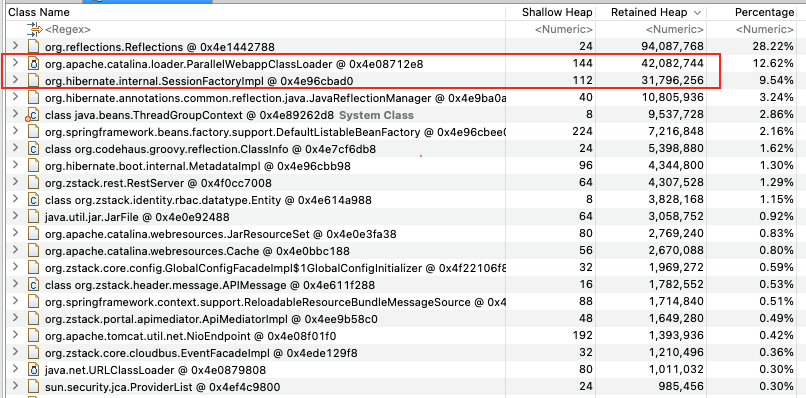 Class Name Shallow Heap Retained Heap Percentage
<Regex> <Numeric> <Numeric> <Numeric>
org.reflections.Reflections @ 0x4e1442788 24 94,087,768 28.22%
org.apache.catalina.loader.ParallelWebappClassLoader @ 0x4e08712e8 144 42,082,744 12.62%
org.hibernate.internal.SessionFactoryImpl @ 0x4e96cbad0 112 31,796,256 9.54%
org.hibernate.annotations.common.reflection.java.JavaReflectionManager @ 0x4e9ba0a 40 10,805,936 3.24%
class java.beans.ThreadGroupContext @ 0x4e89262d8 System Class 8 9,537,728 2.86%
org.springframework.beans.factory.support.DefaultListableBeanFactory @ 0x4e96cbee0 224 7,216,848 2.16%
class org.codehaus.groovy.reflection.ClassInfo @ 0x4e7cf6db8 24 5,398,880 1.62%
org.hibernate.boot.internal.MetadataImpl @ 0x4e96cbb98 96 4,344,800 1.30%
org.zstack.rest.RestServer @ 0x4f0cc7008 64 4,307,528 1.29%
class org.zstack.identity.rbac.datatype.Entity @ 0x4e614a988 8 3,828,168 1.15%
java.util.jar.JarFile @ 0x4e0e92488 64 3,058,752 0.92%
org.apache.catalina.webresources.JarResourceSet @ 0x4e0e3fa38 80 2,769,240 0.83%
org.apache.catalina.webresources.Cache @ 0x4e0bbc188 56 2,670,088 0.80%
org.zstack.core.config.GlobalConfigFacadeImpl$1GlobalConfigInitializer @ 0x4f22106f8 32 1,969,272 0.59%
class org.zstack.header.message.APIMessage @ 0x4e611f288 16 1,782,552 0.53%
org.springframework.context.support.ReloadableResourceBundleMessageSource @ 0x4e9 88 1,714,840 0.51%
org.zstack.portal.apimediator.ApiMediatorImpl @ 0x4ee9b58c0 48 1,649,280 0.49%
org.apache.tomcat.util.net.NioEndpoint @ 0x4e08f01f0 192 1,393,936 0.42%
org.zstack.core.cloudbus.EventFacadeImpl @ 0x4ede129f8 32 1,210,496 0.36%
java.net.URLClassLoader @ 0x4e0879808 80 1,011,032 0.30%
sun.security.jca.ProviderList @ 0x4ef4c9800 24 985,456 0.30%